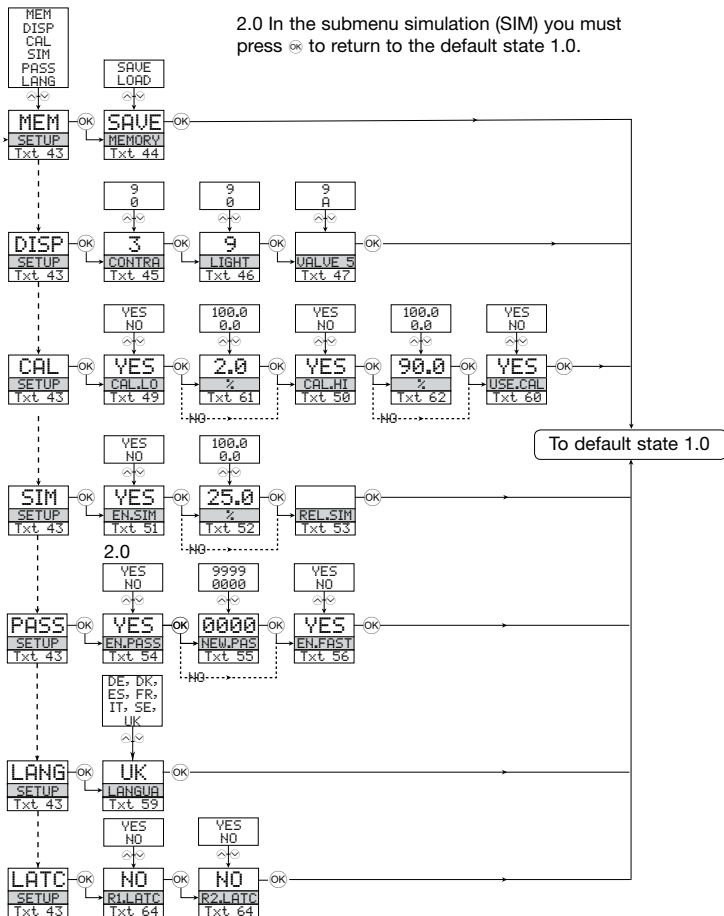 2.0 In the submenu simulation (SIM) you must
press OK to return to the default state 1.0.
MEM
DISP
CAL
SIM
PASS
LANG
SAVE
LOAD
MEM OK SAVE OK
SETUP MEMORY
Txt 43 Txt 44
9 9 9
0 0 A
DISP OK 3 OK 9 OK OK
SETUP CONTRA LIGHT VALVE 5
Txt 43 Txt 45 Txt 46 Txt 47
YES 100.0 YES 100.0 YES
NO 0.0 NO 0.0 NO
CAL OK YES OK 2.0 OK YES OK 90.0 OK YES OK
SETUP CAL.LO % CAL.HI % USE.CAL
Txt 43 Txt 49 Txt 61 Txt 50 Txt 62 Txt 60
NO NO
To default state 1.0
YES 100.0
NO 0.0
SIM OK YES OK 25.0 OK OK
SETUP EN.SIM % REL.SIM
Txt 43 Txt 51 Txt 52 Txt 53
NO
2.0
YES 9999 YES
NO 0000 NO
PASS OK YES OK 0000 OK YES OK
SETUP EN.PASS NEW.PAS EN.FAST
Txt 43 Txt 54 Txt 55 Txt 56
NO
DE, DK,
ES, FR,
IT, SE,
UK
LANG OK UK OK
SETUP LANGUA
Txt 43 Txt 59
YES YES
NO NO
LATC OK NO OK NO OK
SETUP R1.LATC R2.LATC
Txt 43 Txt 64 Txt 64